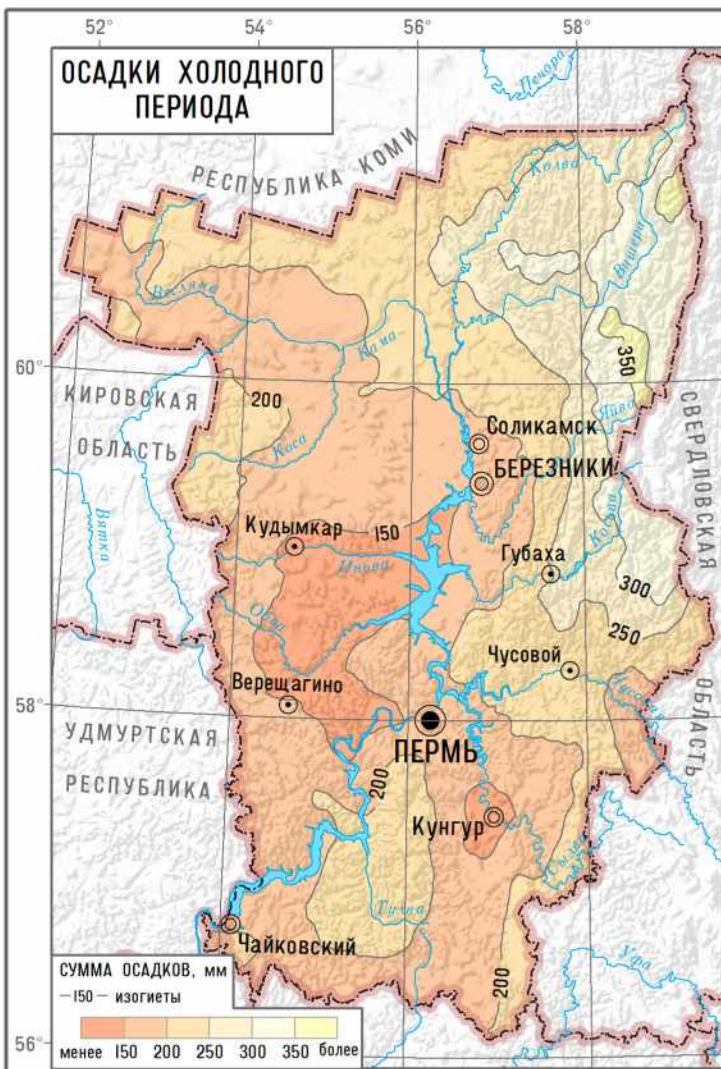 52°
54°
56°
58°
ОСАДКИ ХОЛОДНОГО
ПЕРИОДА
Печора
РЕСПУБЛИКА КОМИ
Колва
Вишера
Весляна
Кама
60°
350
КИРОВСКАЯ
ОБЛАСТЬ
200
Коса
Яйва
Соликамск
БЕРЕЗНИКИ
СВЕРДЛОВСКАЯ
ОБЛАСТЬ
Вятка
Кудымкар
150
Иньва
Губаха
Косьва
300
250
Обва
Чусовой
Чусовая
Верещагино
58°
УДМУРТСКАЯ
РЕСПУБЛИКА
ПЕРМЬ
200
Кунгур
Сылва
Тулва
Чайковский
Уфа
200
СУММА ОСАДКОВ, мм
—150— изогиеты
56°
менее 150 200 250 300 350 более